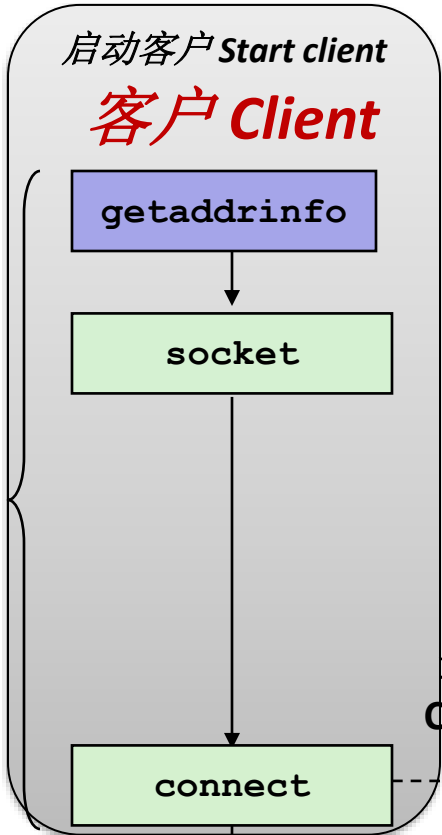 启动客户 Start client
客户 Client
getaddrinfo
socket
connect